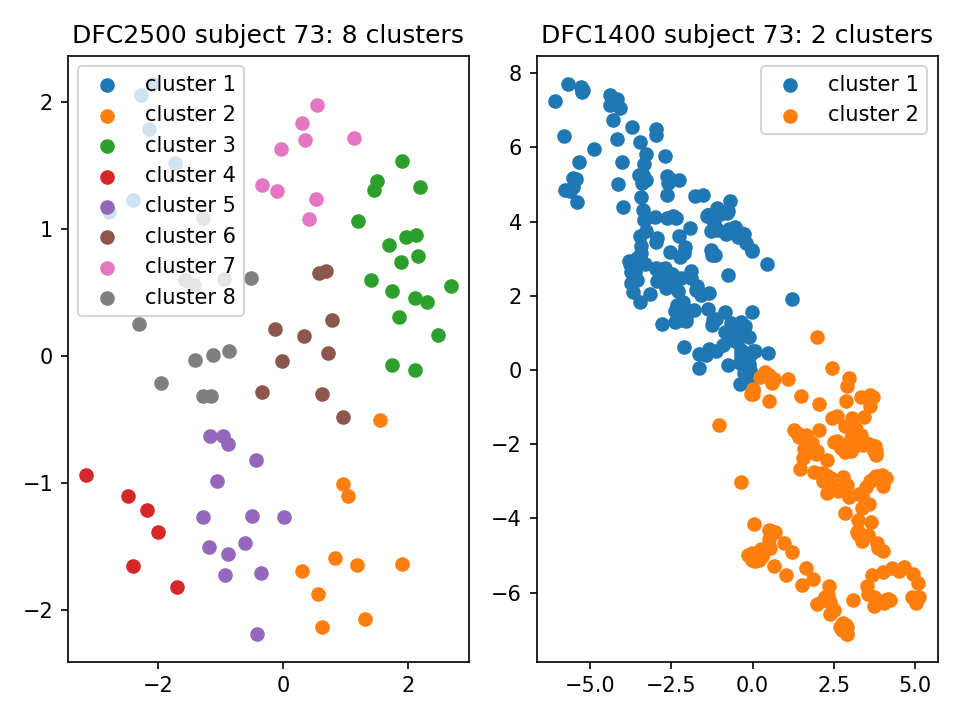 DFC2500 subject 73: 8 clusters
cluster 1
cluster 2
cluster 3
cluster 4
cluster 5
cluster 6
cluster 7
cluster 8
2
1
0
−1
−2
−2 0 2
DFC1400 subject 73: 2 clusters
cluster 1
cluster 2
8
6
4
2
0
−2
−4
−6
−5.0 −2.5 0.0 2.5 5.0